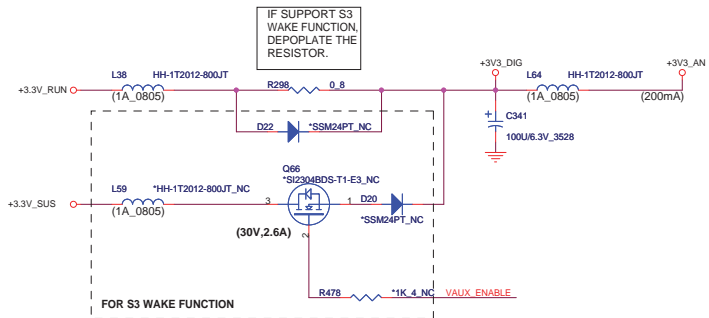 IF SUPPORT S3
WAKE FUNCTION,
DEPOPLATE THE
RESISTOR.
+3V3_DIG
+3V3_AN
L38
HH-1T2012-800JT
L64
HH-1T2012-800JT
+3.3V_RUN
R298
0_8
(1A_0805)
(1A_0805)
(200mA)
+
C341
D22
*SSM24PT_NC
100U/6.3V_3528
Q66
*SI2304BDS-T1-E3_NC
L59
*HH-1T2012-800JT_NC
D20
+3.3V_SUS
3
1
(1A_0805)
*SSM24PT_NC
(30V,2.6A)
2
R478
*1K_4_NC
VAUX_ENABLE
FOR S3 WAKE FUNCTION